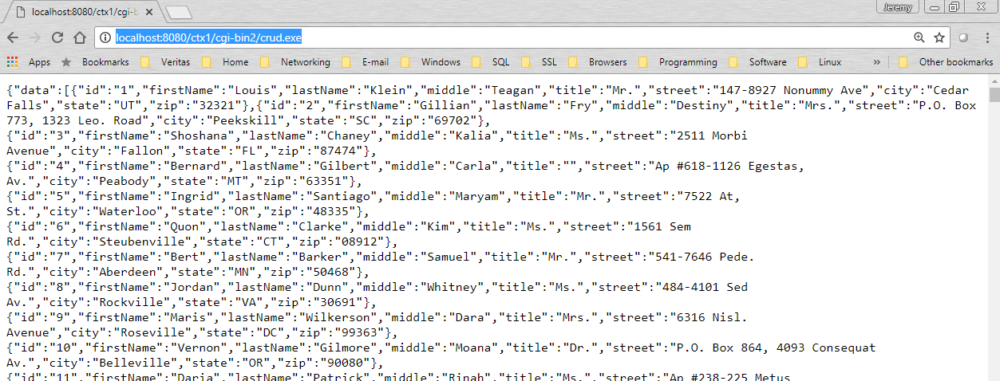 localhost:8080/ctx1/cgi-b
Jeremy
localhost:8080/ctx1/cgi-bin2/crud.exe
Apps Bookmarks Veritas Home Networking E-mail Windows SQL SSL Browsers Programming Software Linux » Other bookmarks
{"data":[{"id":"1","firstName":"Louis","lastName":"Klein","middle":"Teagan","title":"Mr.","street":"147-8927 Nonummy Ave","city":"Cedar
Falls","state":"UT","zip":"32321"},{"id":"2","firstName":"Gillian","lastName":"Fry","middle":"Destiny","title":"Mrs.","street":"P.O. Box
773, 1323 Leo. Road","city":"Peekskill","state":"SC","zip":"69702"},
{"id":"3","firstName":"Shoshana","lastName":"Chaney","middle":"Kalia","title":"Ms.","street":"2511 Morbi
Avenue","city":"Fallon","state":"FL","zip":"87474"},
{"id":"4","firstName":"Bernard","lastName":"Gilbert","middle":"Carla","title":"","street":"Ap #618-1126 Egestas,
Av.","city":"Peabody","state":"MT","zip":"63351"},
{"id":"5","firstName":"Ingrid","lastName":"Santiago","middle":"Maryam","title":"Mr.","street":"7522 At,
St.","city":"Waterloo","state":"OR","zip":"48335"},
{"id":"6","firstName":"Quon","lastName":"Clarke","middle":"Kim","title":"Ms.","street":"1561 Sem
Rd.","city":"Steubenville","state":"CT","zip":"08912"},
{"id":"7","firstName":"Bert","lastName":"Barker","middle":"Samuel","title":"Mr.","street":"541-7646 Pede.
Rd.","city":"Aberdeen","state":"MN","zip":"50468"},
{"id":"8","firstName":"Jordan","lastName":"Dunn","middle":"Whitney","title":"Ms.","street":"484-4101 Sed
Av.","city":"Rockville","state":"VA","zip":"30691"},
{"id":"9","firstName":"Maris","lastName":"Wilkerson","middle":"Dara","title":"Mrs.","street":"6316 Nisl.
Avenue","city":"Roseville","state":"DC","zip":"99363"},
{"id":"10","firstName":"Vernon","lastName":"Gilmore","middle":"Moana","title":"Dr.","street":"P.O. Box 864, 4093 Consequat
Av.","city":"Belleville","state":"OR","zip":"90080"},
{"id":"11","firstName":"Daria","lastName":"Patrick","middle":"Rinah","title":"Ms.","street":"Ap #238-225 Metus